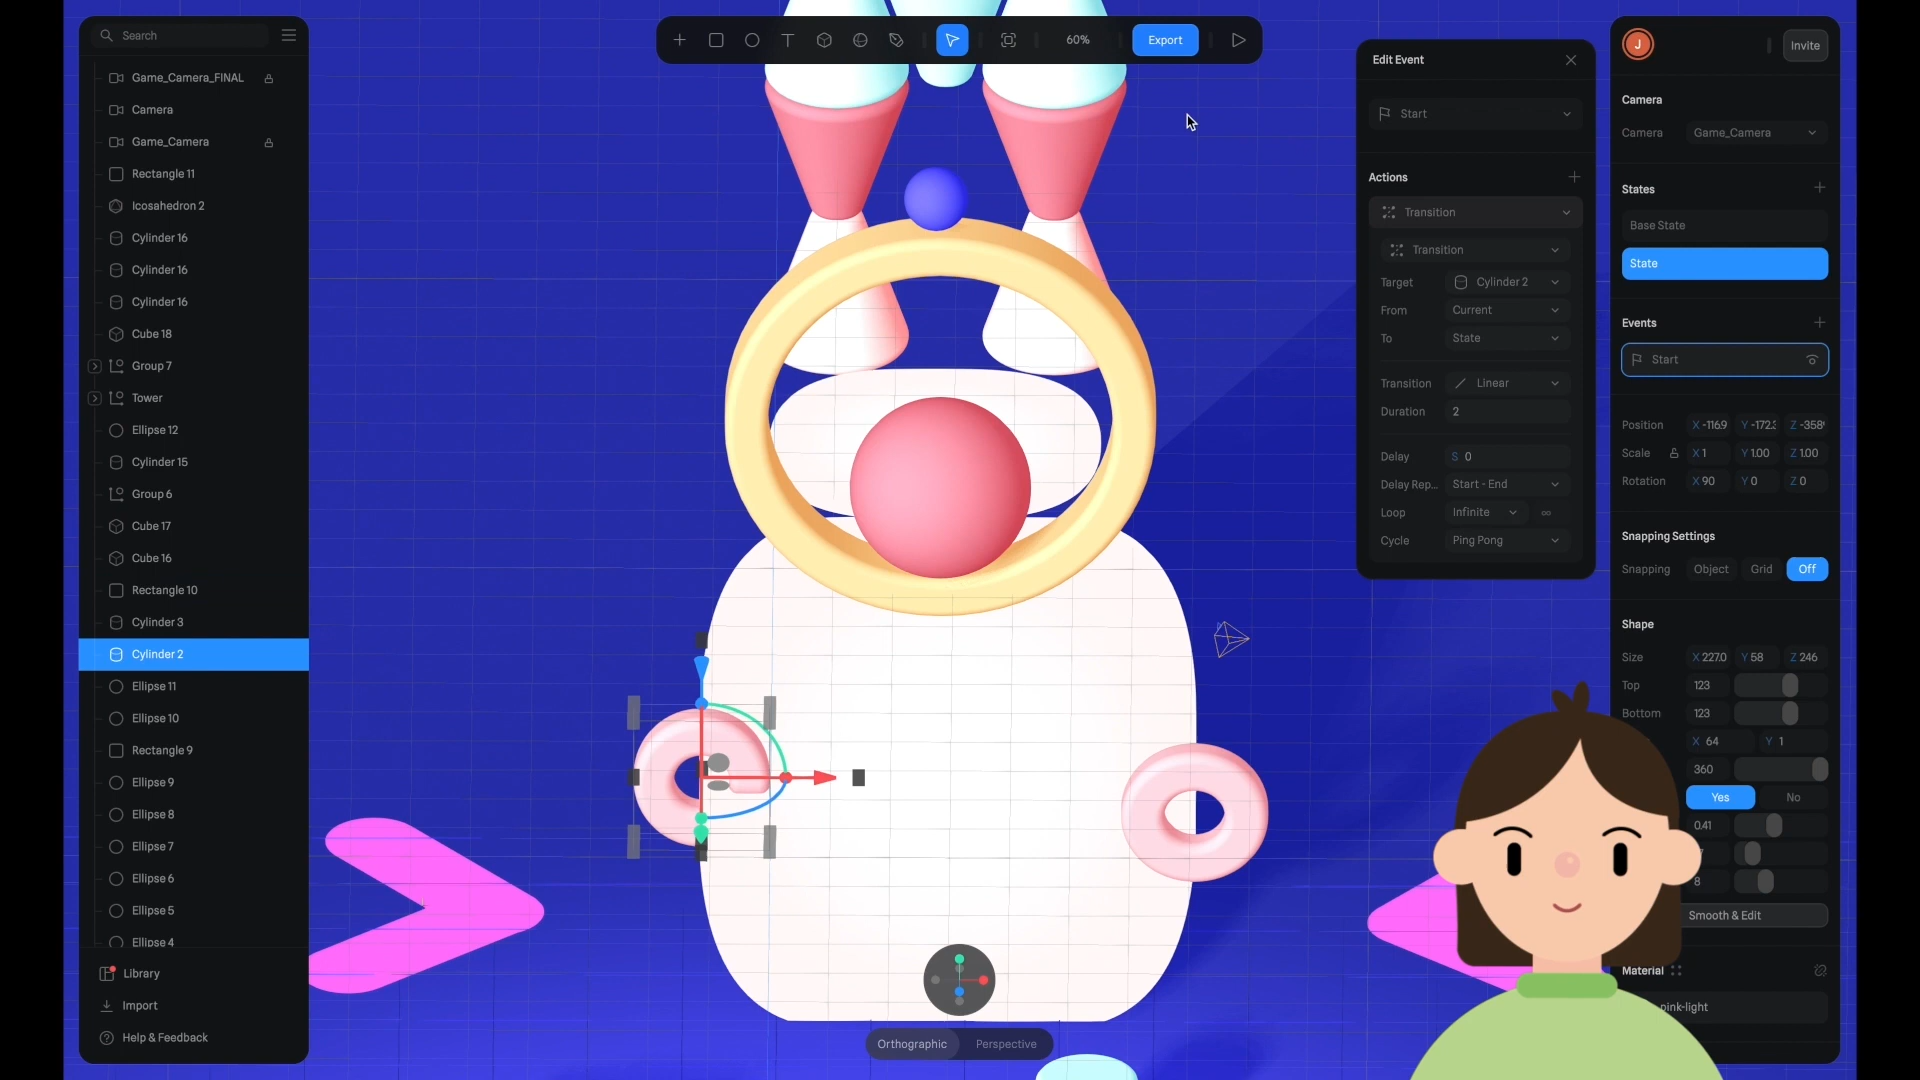 Search
Game_Camera_FINAL
Camera
Game_Camera
Rectangle 11
Icosahedron 2
Cylinder 16
Cylinder 16
Cylinder 16
Cube 18
Group 7
Tower
Ellipse 12
Cylinder 15
Group 6
Cube 17
Cube 16
Rectangle 10
Cylinder 3
Cylinder 2
Ellipse 11
Ellipse 10
Rectangle 9
Ellipse 9
Ellipse 8
Ellipse 7
Ellipse 6
Ellipse 5
Ellipse 4
Library
Import
Help & Feedback
60%
Export
Orthographic
Perspective
Edit Event
Start
Actions
Transition
Transition
Target Cylinder 2
From Current
To State
Transition Linear
Duration 2
Delay S 0
Delay Rep... Start - End
Loop Infinite ∞
Cycle Ping Pong
J
Invite
Camera
Camera Game_Camera
States
Base State
State
Events
Start
Position X -116.9 Y -172.3 Z -358
Scale X 1 Y 1.00 Z 1.00
Rotation X 90 Y 0 Z 0
Snapping Settings
Snapping Object Grid Off
Shape
Size X 227.0 Y 58 Z 246
Top 123
Bottom 123
X 64 Y 1
360
Yes No
0.41
8
Smooth & Edit
Material
pink-light